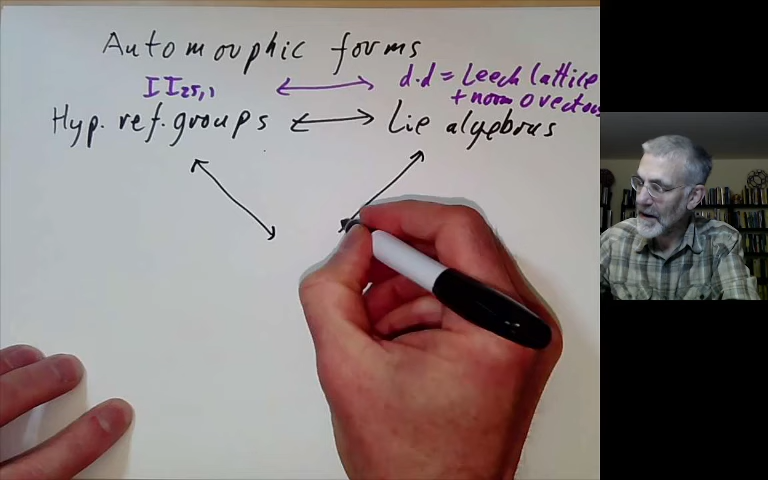 Automorphic forms
II25,1 ⟷ d.d = Leech lattice
+ norm 0 vectors
Hyp. ref. groups ⟷ Lie algebras